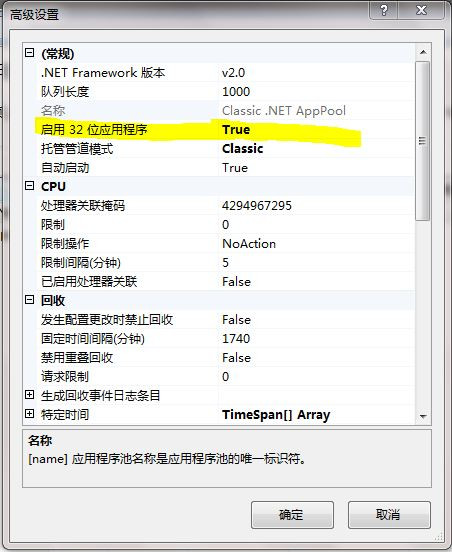 高级设置
(常规)
.NET Framework 版本 v2.0
队列长度 1000
名称 Classic .NET AppPool
启用 32 位应用程序 True
托管管道模式 Classic
自动启动 True
CPU
处理器关联掩码 4294967295
限制 0
限制操作 NoAction
限制间隔(分钟) 5
已启用处理器关联 False
回收
发生配置更改时禁止回收 False
固定时间间隔(分钟) 1740
禁用重叠回收 False
请求限制 0
生成回收事件日志条目
特定时间 TimeSpan[] Array
名称
[name] 应用程序池名称是应用程序池的唯一标识符。
确定 取消